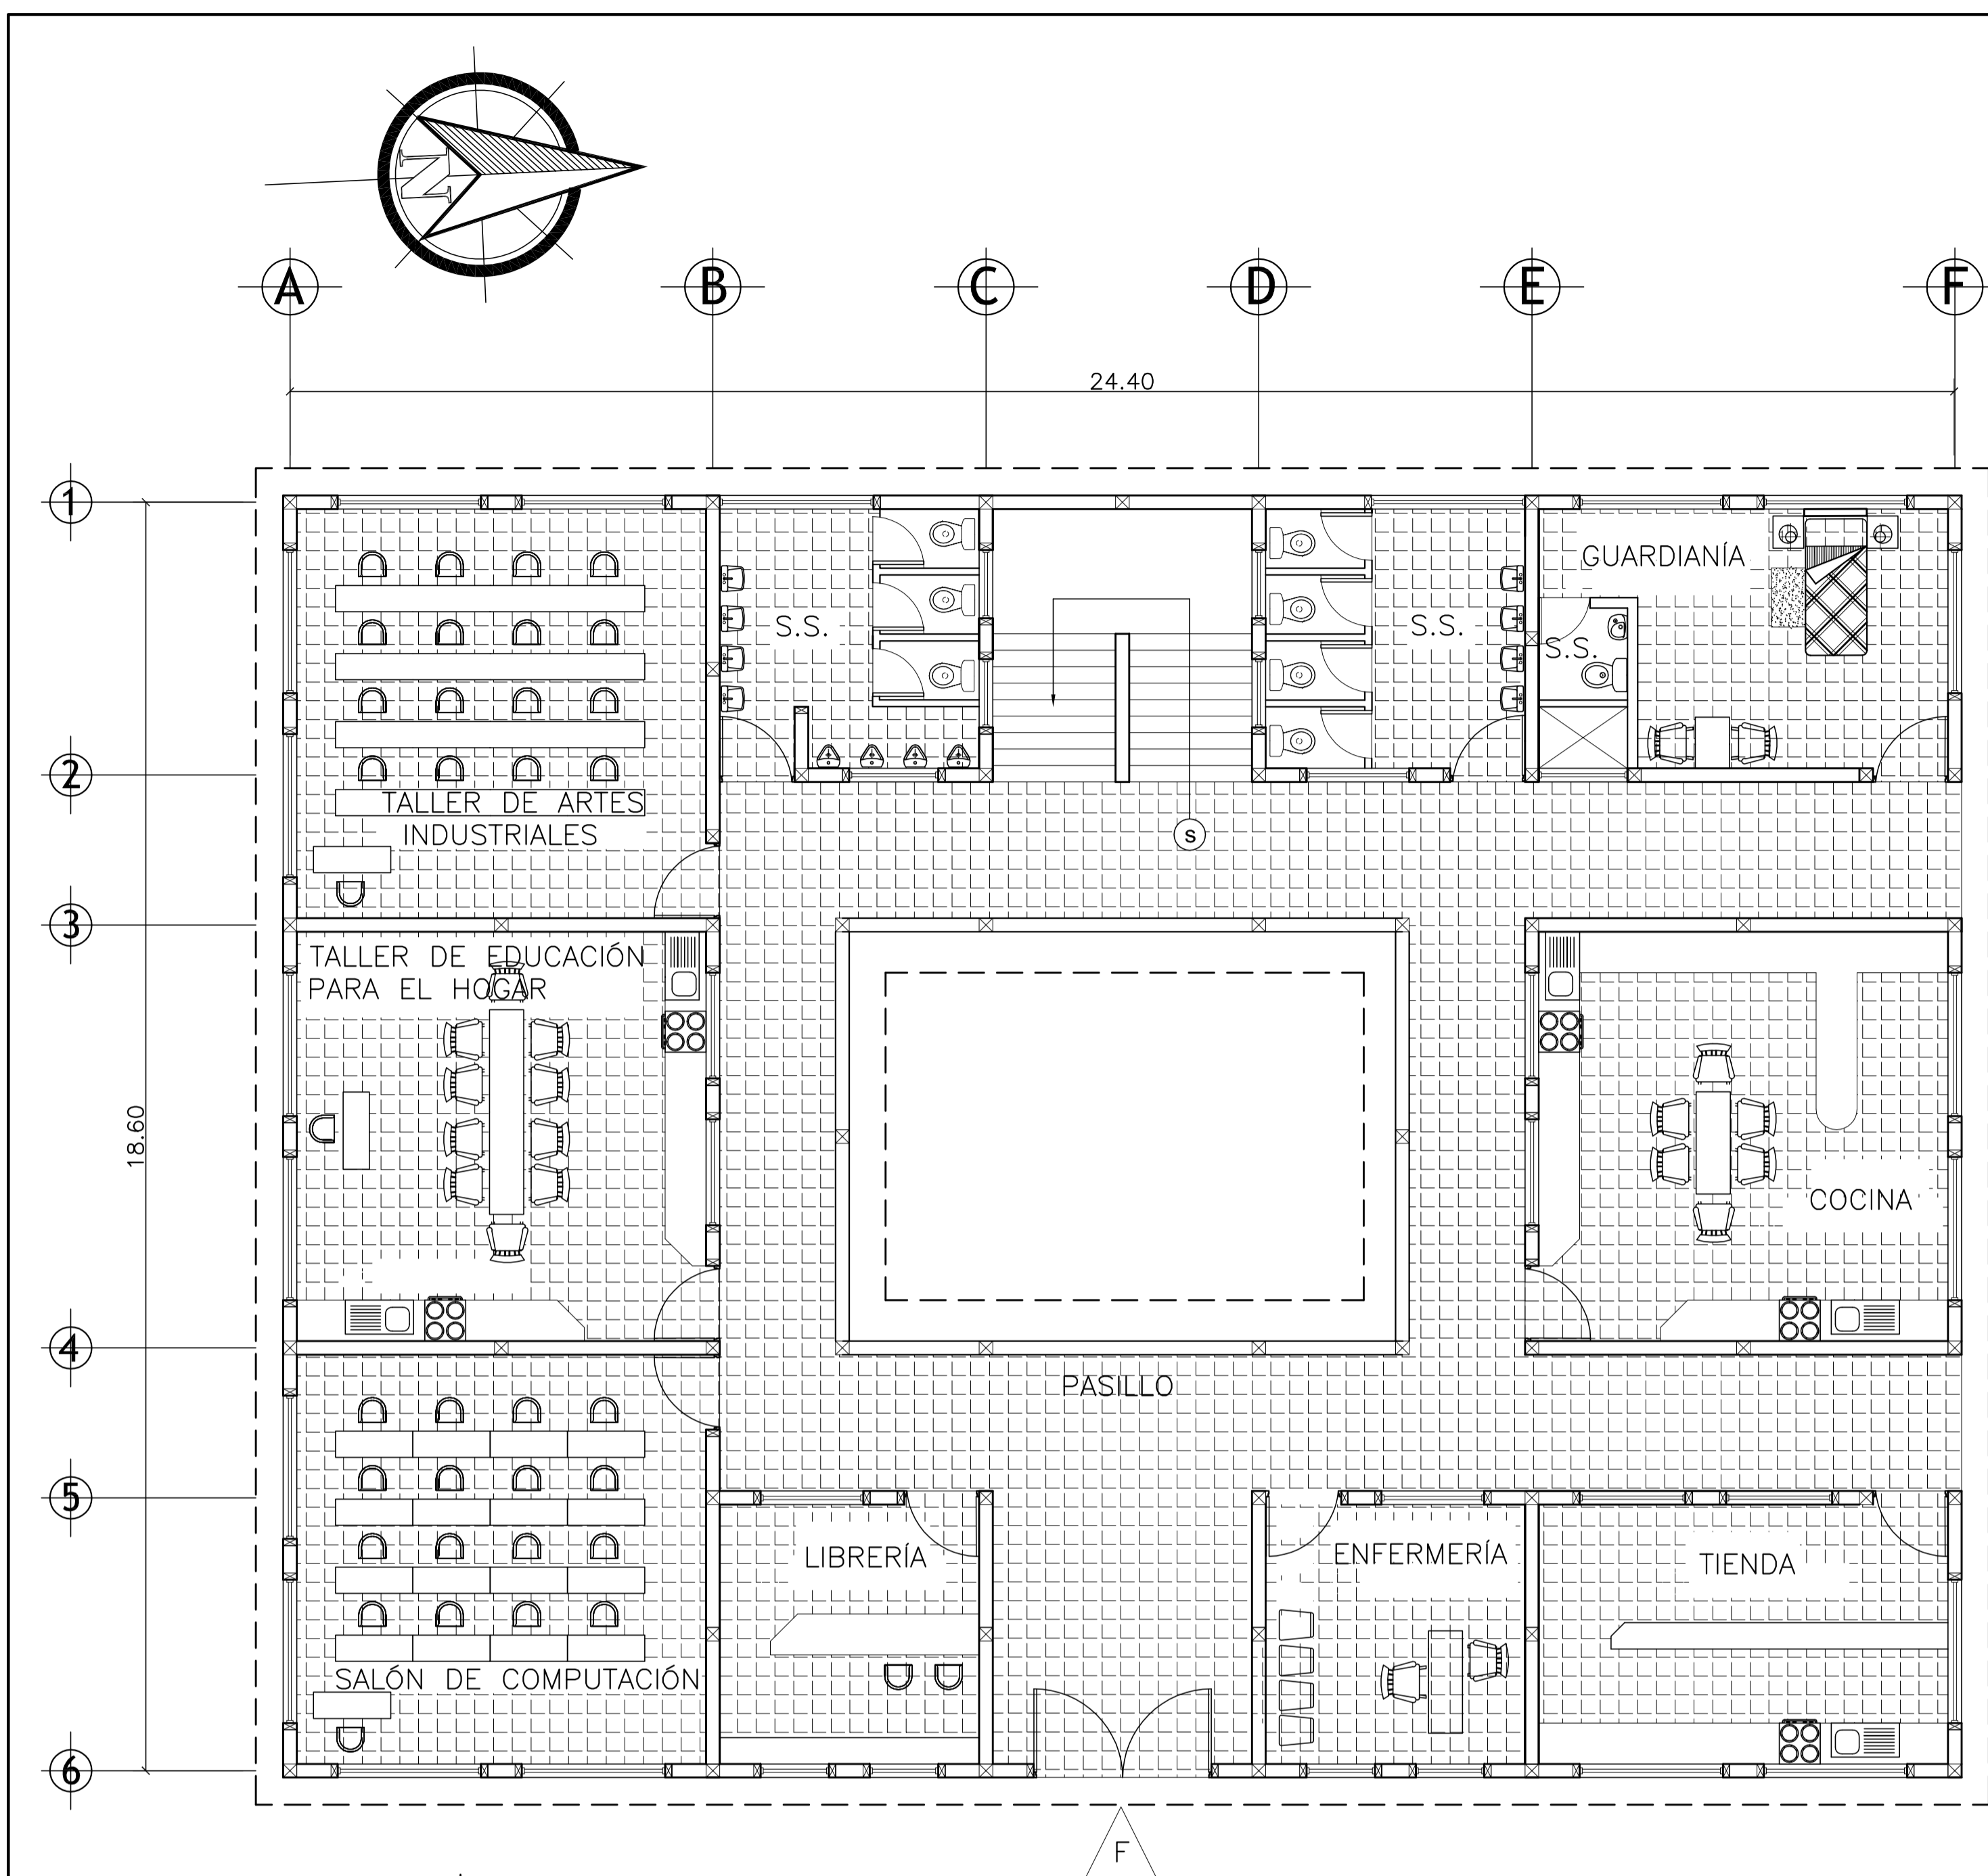 N
A
B
C
D
E
F
24.40
1
GUARDIANÍA
S.S.
S.S.
S.S.
2
TALLER DE ARTES
INDUSTRIALES
s
3
TALLER DE EDUCACIÓN
PARA EL HOGAR
18.60
COCINA
4
PASILLO
5
LIBRERÍA
ENFERMERÍA
TIENDA
SALÓN DE COMPUTACIÓN
6
F